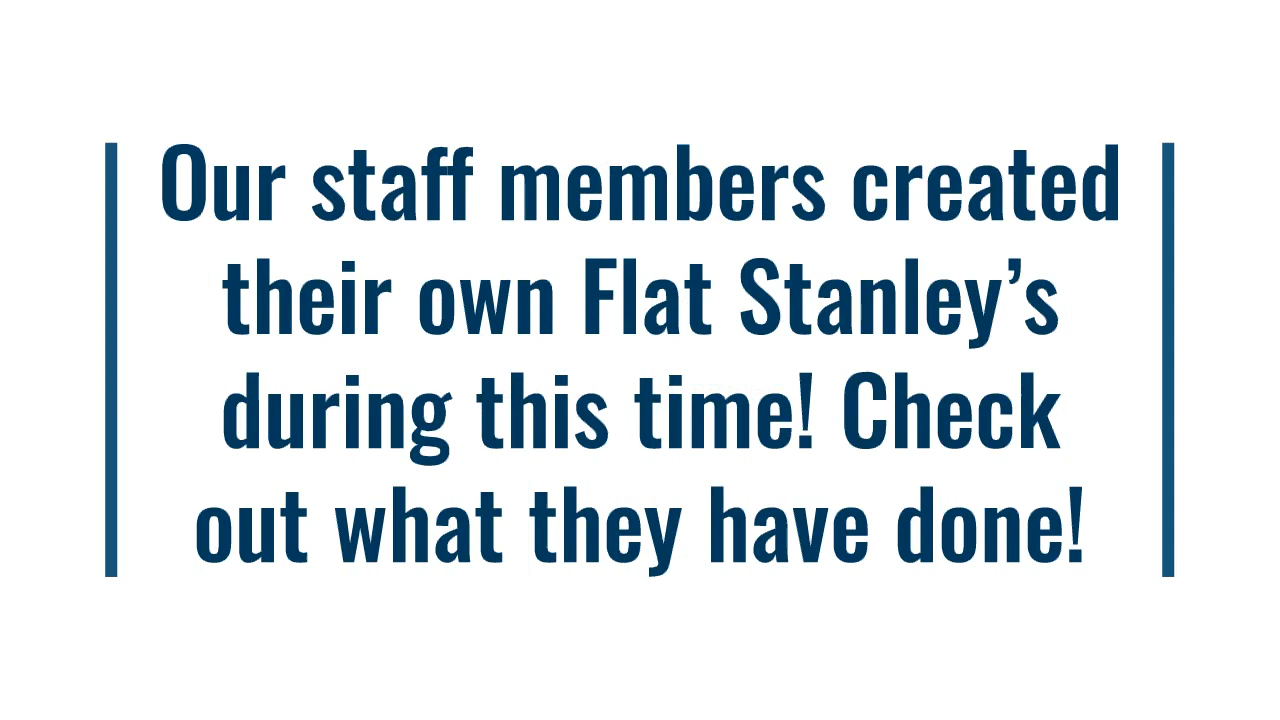 Our staff members created
their own Flat Stanley’s
during this time! Check
out what they have done!